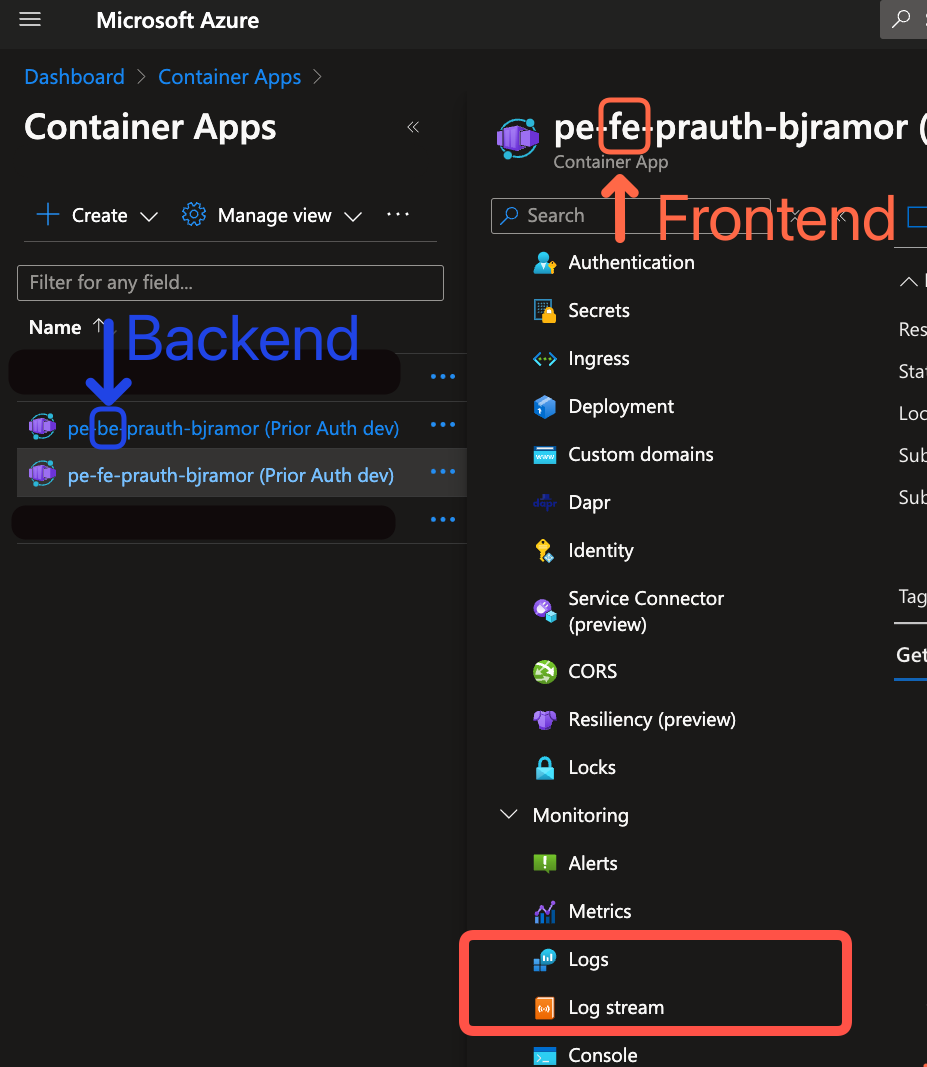 Microsoft Azure
Dashboard > Container Apps >
Container Apps
«
Create
Manage view
...
Filter for any field...
Name ↑
Backend
...
pe-be-prauth-bjramor (Prior Auth dev)
...
pe-fe-prauth-bjramor (Prior Auth dev)
...
...
pe-fe-prauth-bjramor (
Container App
Search
Frontend
Authentication
Secrets
Ingress
Deployment
Custom domains
Dapr
Identity
Service Connector
(preview)
CORS
Resiliency (preview)
Locks
Monitoring
Alerts
Metrics
Logs
Log stream
Console
Res
Stat
Loc
Sub
Sub
Tag
Get